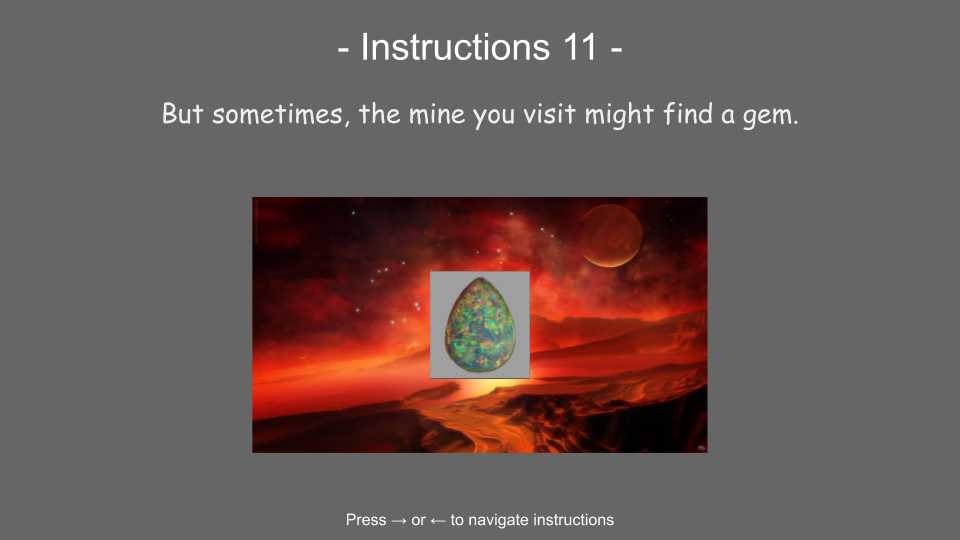 - Instructions 11 -
But sometimes, the mine you visit might find a gem.
Press → or ← to navigate instructions